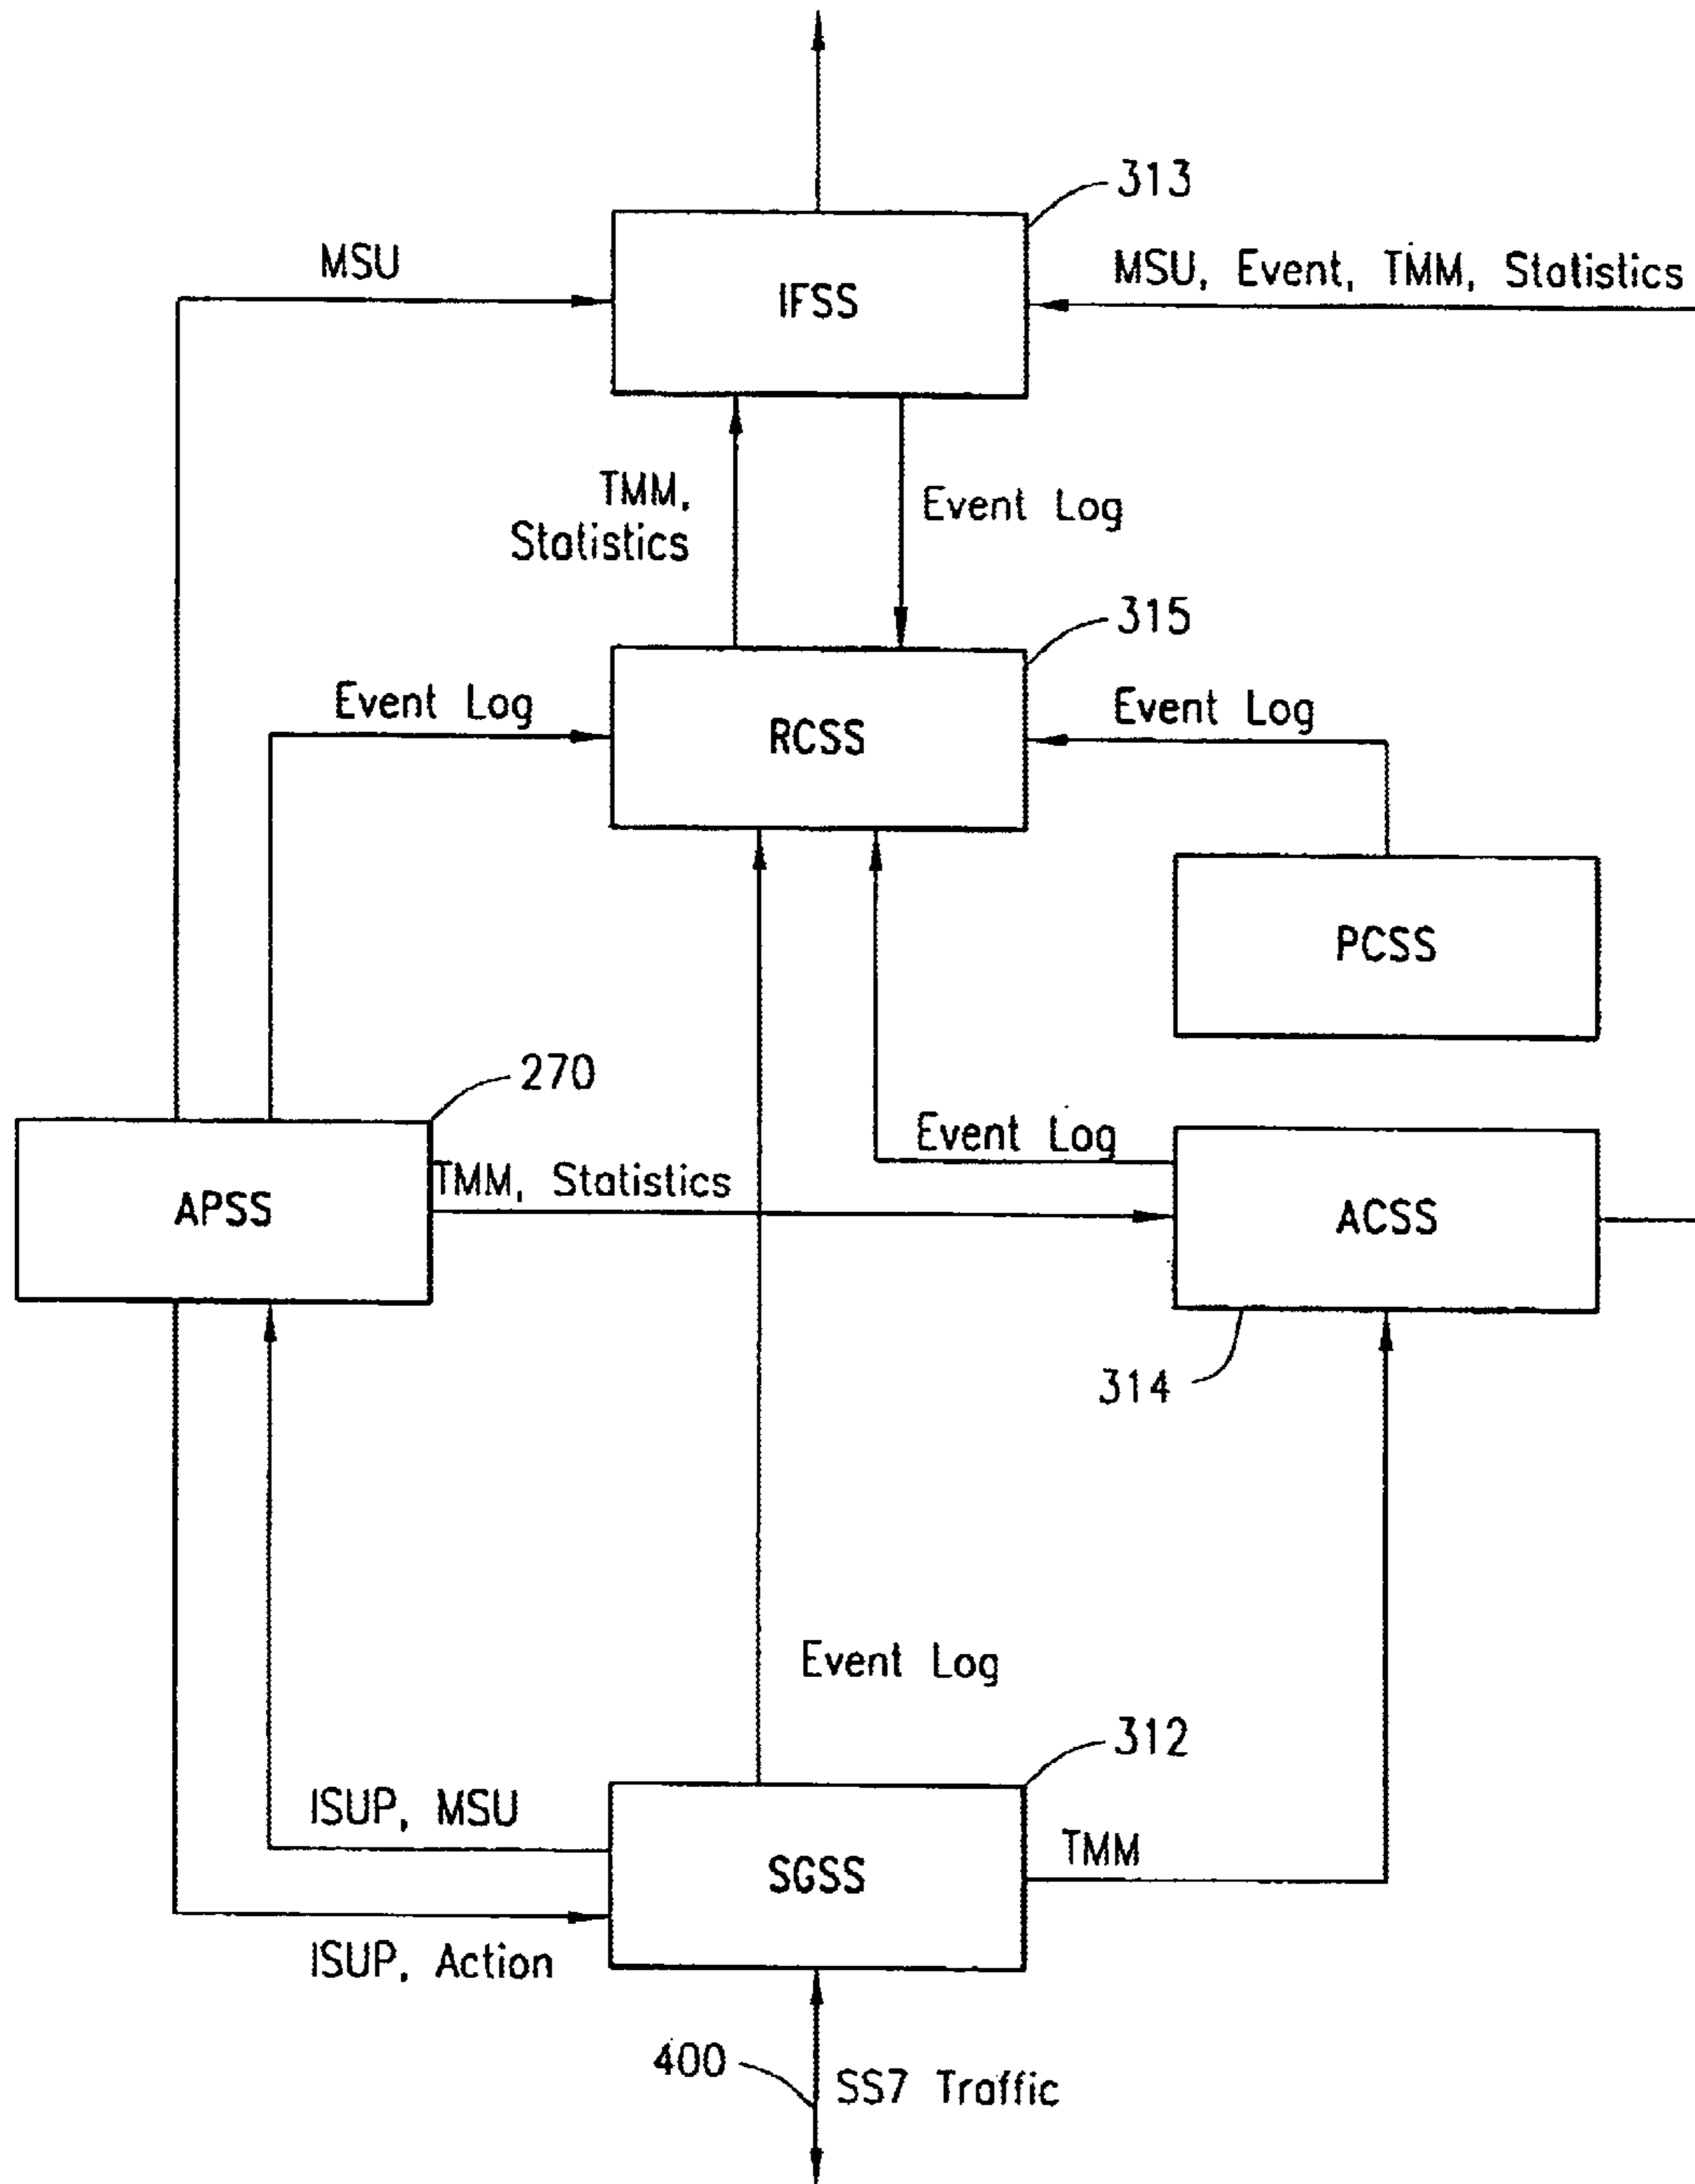 313
MSU
MSU, Event, TMM, Statistics
IFSS
TMM,
Statistics
Event Log
315
Event Log
Event Log
RCSS
PCSS
270
Event Log
TMM, Statistics
APSS
ACSS
314
Event Log
312
ISUP, MSU
TMM
SGSS
ISUP, Action
400
SS7 Traffic